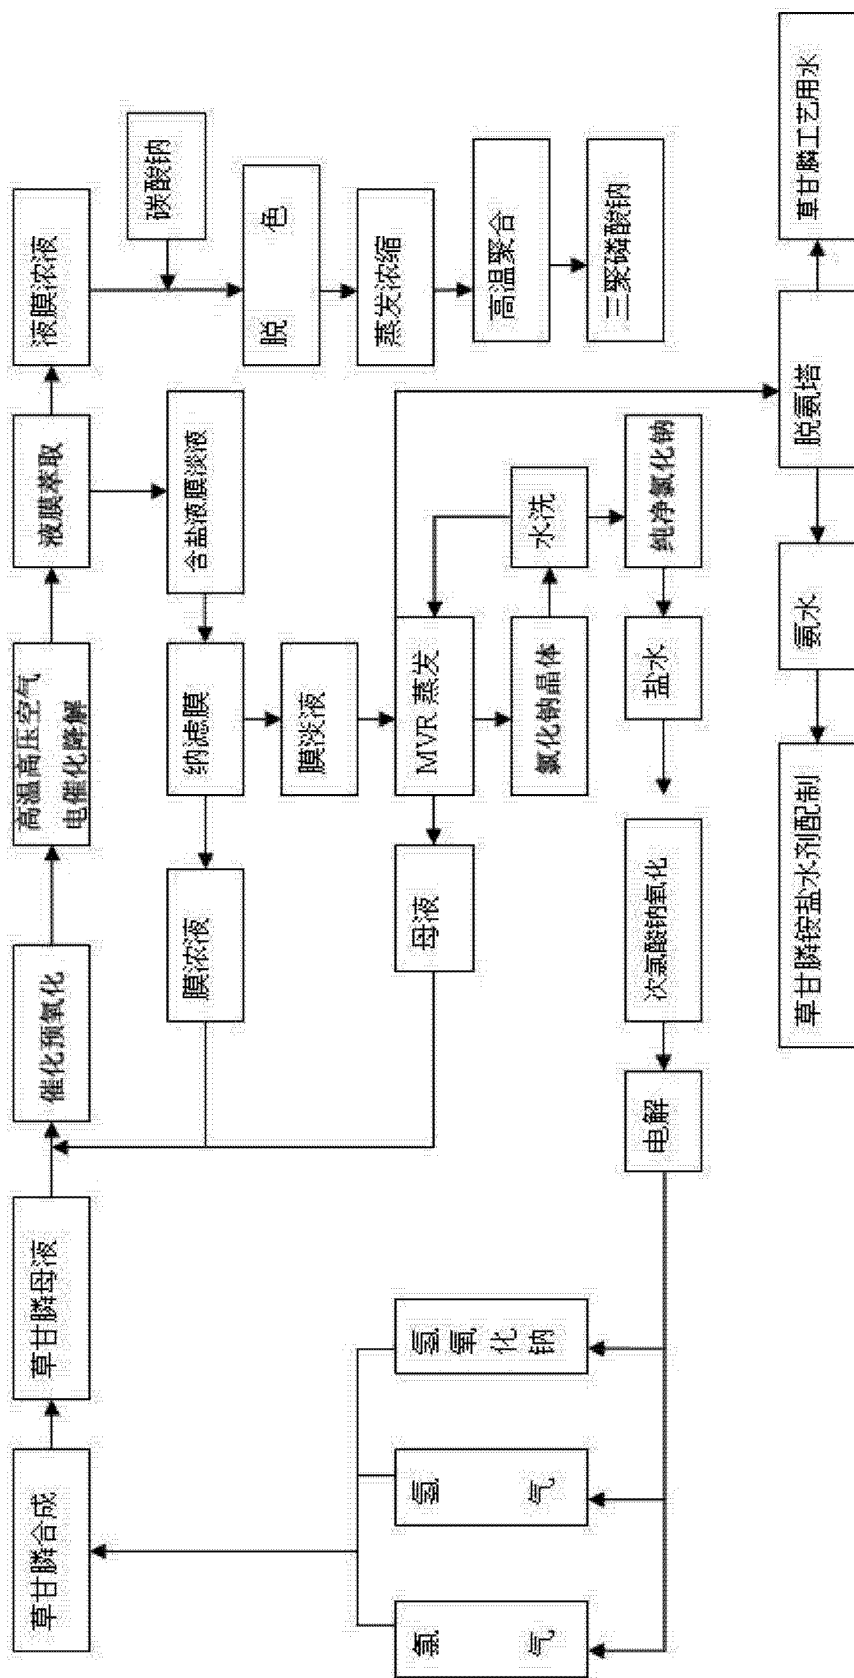 草甘膦合成
草甘膦母液
催化预氧化
高温高压空气
电催化降解
液膜萃取
液膜浓液
碳酸钠
膜浓液
纳滤膜
含盐液膜淡液
脱 色
膜淡液
蒸发浓缩
氯 气
氢 气
氢氧化钠
母液
MVR 蒸发
高温聚合
氯化钠晶体
水洗
三聚磷酸钠
电解
次氯酸钠氧化
盐水
纯净氯化钠
草甘膦铵盐水剂配制
氨水
脱氨塔
草甘膦工艺用水